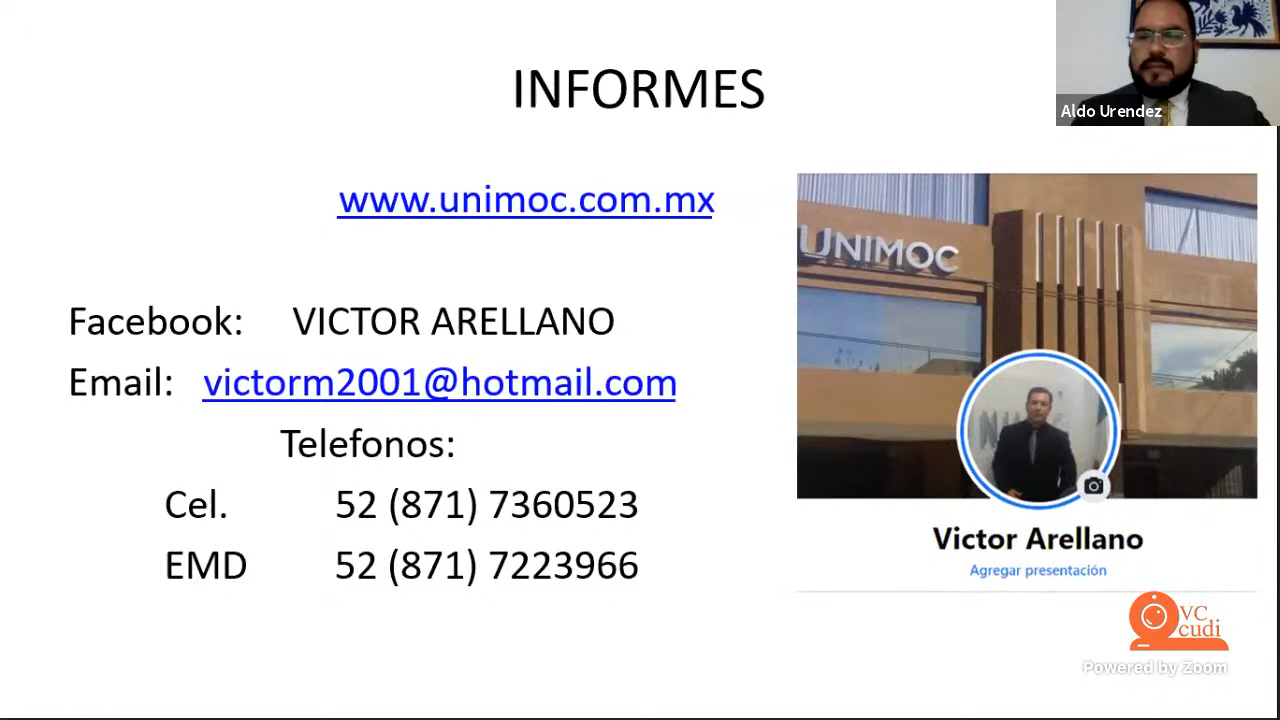 INFORMES
Aldo Urendez
www.unimoc.com.mx
UNIMOC
Facebook: VICTOR ARELLANO
Email: victorm2001@hotmail.com
Telefonos:
Cel. 52 (871) 7360523
EMD 52 (871) 7223966
Victor Arellano
Agregar presentación
VC
cudi
Powered by Zoom